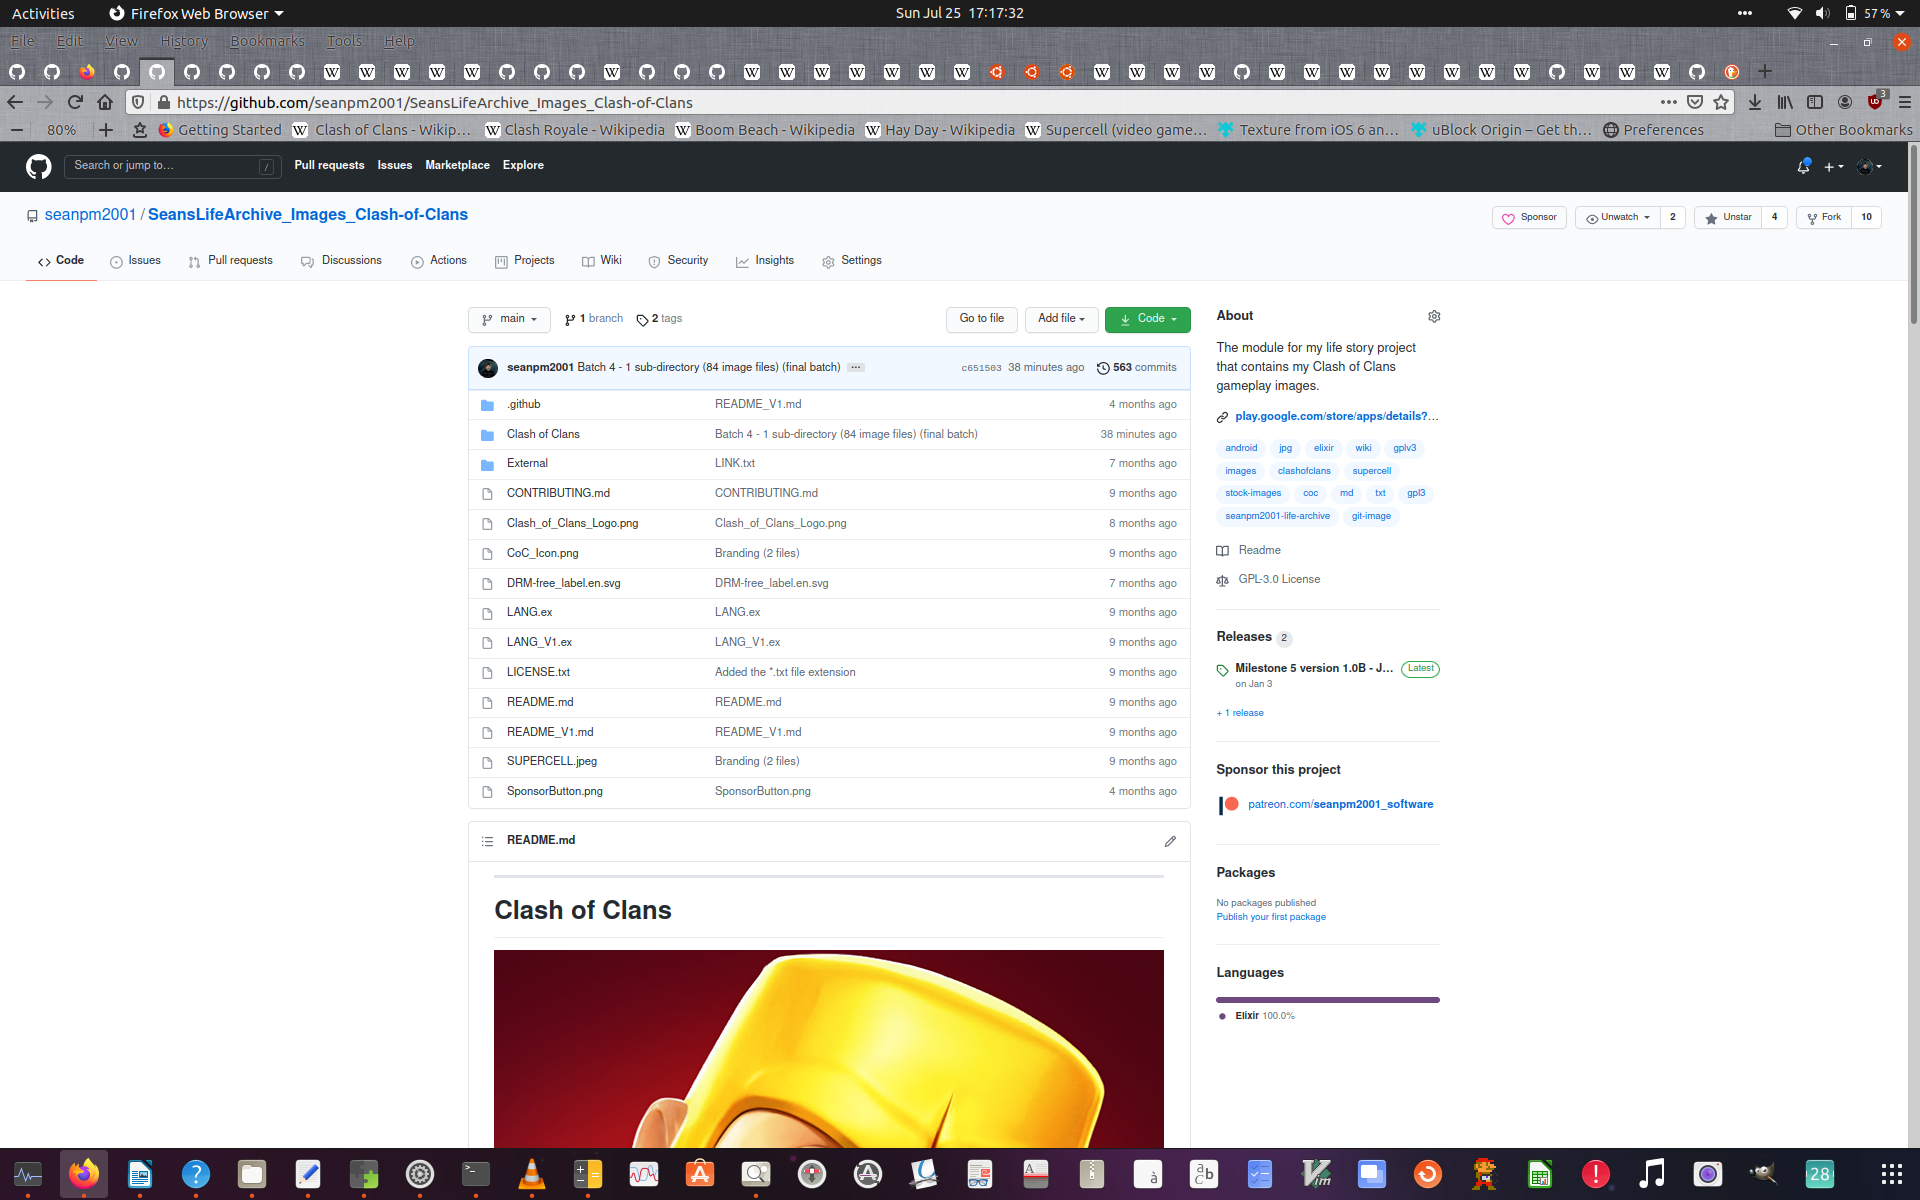 Activities Firefox Web Browser Sun Jul 25 17:17:32 57 %
File Edit View History Bookmarks Tools Help
https://github.com/seanpm2001/SeansLifeArchive_Images_Clash-of-Clans 3
80% Getting Started Clash of Clans - Wikip… Clash Royale - Wikipedia Boom Beach - Wikipedia Hay Day - Wikipedia Supercell (video game… Texture from iOS 6 an… uBlock Origin – Get th… Preferences Other Bookmarks
Search or jump to… / Pull requests Issues Marketplace Explore
seanpm2001 / SeansLifeArchive_Images_Clash-of-Clans Sponsor Unwatch 2 Unstar 4 Fork 10
Code Issues Pull requests Discussions Actions Projects Wiki Security Insights Settings
main 1 branch 2 tags Go to file Add file Code
seanpm2001 Batch 4 - 1 sub-directory (84 image files) (final batch) ··· c651503 38 minutes ago 563 commits
.github README_V1.md 4 months ago
Clash of Clans Batch 4 - 1 sub-directory (84 image files) (final batch) 38 minutes ago
External LINK.txt 7 months ago
CONTRIBUTING.md CONTRIBUTING.md 9 months ago
Clash_of_Clans_Logo.png Clash_of_Clans_Logo.png 8 months ago
CoC_Icon.png Branding (2 files) 9 months ago
DRM-free_label.en.svg DRM-free_label.en.svg 7 months ago
LANG.ex LANG.ex 9 months ago
LANG_V1.ex LANG_V1.ex 9 months ago
LICENSE.txt Added the *.txt file extension 9 months ago
README.md README.md 9 months ago
README_V1.md README_V1.md 9 months ago
SUPERCELL.jpeg Branding (2 files) 9 months ago
SponsorButton.png SponsorButton.png 4 months ago
README.md
Clash of Clans
About
The module for my life story project
that contains my Clash of Clans
gameplay images.
play.google.com/store/apps/details?…
android jpg elixir wiki gplv3
images clashofclans supercell
stock-images coc md txt gpl3
seanpm2001-life-archive git-image
Readme
GPL-3.0 License
Releases 2
Milestone 5 version 1.0B - J… Latest
on Jan 3
+ 1 release
Sponsor this project
patreon.com/seanpm2001_software
Packages
No packages published
Publish your first package
Languages
Elixir 100.0%
28